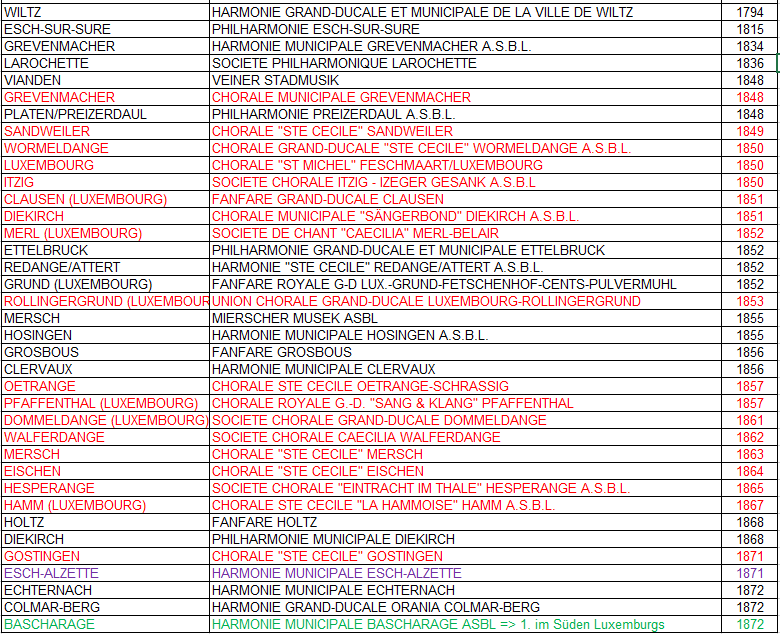 WILTZ HARMONIE GRAND-DUCALE ET MUNICIPALE DE LA VILLE DE WILTZ 1794
ESCH-SUR-SURE PHILHARMONIE ESCH-SUR-SURE 1815
GREVENMACHER HARMONIE MUNICIPALE GREVENMACHER A.S.B.L. 1834
LAROCHETTE SOCIETE PHILHARMONIQUE LAROCHETTE 1836
VIANDEN VEINER STADMUSIK 1848
GREVENMACHER CHORALE MUNICIPALE GREVENMACHER 1848
PLATEN/PREIZERDAUL PHILHARMONIE PREIZERDAUL A.S.B.L. 1848
SANDWEILER CHORALE "STE CECILE" SANDWEILER 1849
WORMELDANGE CHORALE GRAND-DUCALE "STE CECILE" WORMELDANGE A.S.B.L. 1850
LUXEMBOURG CHORALE "ST MICHEL" FESCHMAART/LUXEMBOURG 1850
ITZIG SOCIETE CHORALE ITZIG - IZEGER GESANK A.S.B.L 1850
CLAUSEN (LUXEMBOURG) FANFARE GRAND-DUCALE CLAUSEN 1851
DIEKIRCH CHORALE MUNICIPALE "SÄNGERBOND" DIEKIRCH A.S.B.L. 1851
MERL (LUXEMBOURG) SOCIETE DE CHANT "CAECILIA" MERL-BELAIR 1852
ETTELBRUCK PHILHARMONIE GRAND-DUCALE ET MUNICIPALE ETTELBRUCK 1852
REDANGE/ATTERT HARMONIE "STE CECILE" REDANGE/ATTERT A.S.B.L. 1852
GRUND (LUXEMBOURG) FANFARE ROYALE G-D LUX.-GRUND-FETSCHENHOF-CENTS-PULVERMUHL 1852
ROLLINGERGRUND (LUXEMBOUR UNION CHORALE GRAND-DUCALE LUXEMBOURG-ROLLINGERGRUND 1853
MERSCH MIERSCHER MUSEK ASBL 1855
HOSINGEN HARMONIE MUNICIPALE HOSINGEN A.S.B.L. 1855
GROSBOUS FANFARE GROSBOUS 1856
CLERVAUX HARMONIE MUNICIPALE CLERVAUX 1856
OETRANGE CHORALE STE CECILE OETRANGE-SCHRASSIG 1857
PFAFFENTHAL (LUXEMBOURG) CHORALE ROYALE G.-D. "SANG & KLANG" PFAFFENTHAL 1857
DOMMELDANGE (LUXEMBOURG) SOCIETE CHORALE GRAND-DUCALE DOMMELDANGE 1861
WALFERDANGE SOCIETE CHORALE CAECILIA WALFERDANGE 1862
MERSCH CHORALE "STE CECILE" MERSCH 1863
EISCHEN CHORALE "STE CECILE" EISCHEN 1864
HESPERANGE SOCIETE CHORALE "EINTRACHT IM THALE" HESPERANGE A.S.B.L. 1865
HAMM (LUXEMBOURG) CHORALE STE CECILE "LA HAMMOISE" HAMM A.S.B.L. 1867
HOLTZ FANFARE HOLTZ 1868
DIEKIRCH PHILHARMONIE MUNICIPALE DIEKIRCH 1868
GOSTINGEN CHORALE "STE CECILE" GOSTINGEN 1871
ESCH-ALZETTE HARMONIE MUNICIPALE ESCH-ALZETTE 1871
ECHTERNACH HARMONIE MUNICIPALE ECHTERNACH 1872
COLMAR-BERG HARMONIE GRAND-DUCALE ORANIA COLMAR-BERG 1872
BASCHARAGE HARMONIE MUNICIPALE BASCHARAGE ASBL => 1. im Süden Luxemburgs 1872